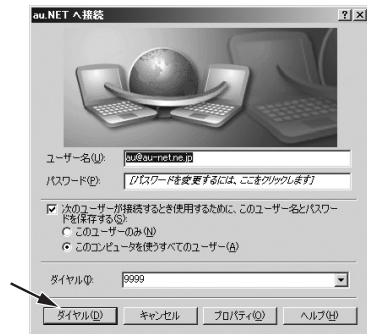 au.NET へ接続
ユーザー名(U): au@au-net.ne.jp
パスワード(P): [パスワードを変更するには、ここをクリックします]
次のユーザーが接続するとき使用するために、このユーザー名とパスワー
ドを保存する(S):
このユーザーのみ(N)
このコンピュータを使うすべてのユーザー(A)
ダイヤル(I): 9999
ダイヤル(D) キャンセル プロパティ(O) ヘルプ(H)